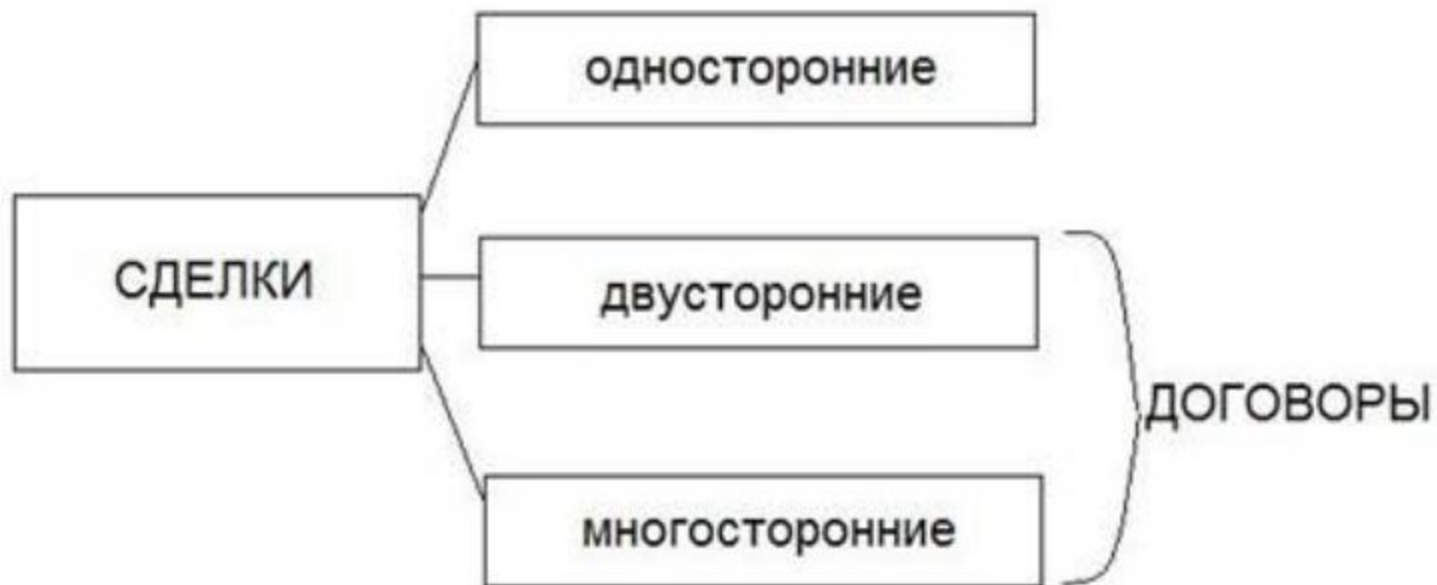 односторонние
СДЕЛКИ
двусторонние
ДОГОВОРЫ
многосторонние